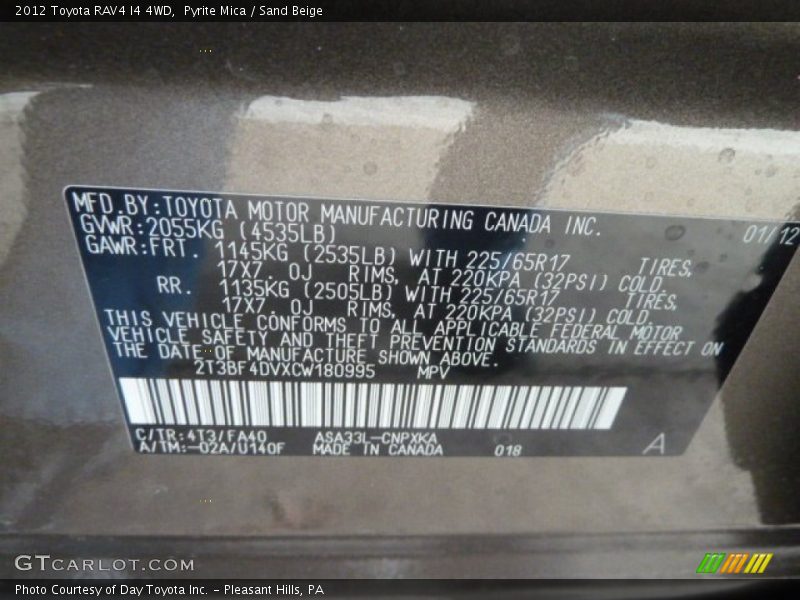 2012 Toyota RAV4 I4 4WD, Pyrite Mica / Sand Beige
MFD.BY:TOYOTA MOTOR MANUFACTURING CANADA INC.
GVWR:2055KG (4535LB) 01/12
GAWR:FRT. 1145KG (2535LB) WITH 225/65R17 TIRES,
17X7.0J RIMS, AT 220KPA (32PSI) COLD.
RR. 1135KG (2505LB) WITH 225/65R17 TIRES,
17X7.0J RIMS, AT 220KPA (32PSI) COLD.
THIS VEHICLE CONFORMS TO ALL APPLICABLE FEDERAL MOTOR
VEHICLE SAFETY AND THEFT PREVENTION STANDARDS IN EFFECT ON
THE DATE OF MANUFACTURE SHOWN ABOVE.
2T3BF4DVXCW180995 MPV
C/TR:4T3/FA40 ASA33L-CNPXKA
A/TM:-02A/U140F MADE IN CANADA 018 A
GTCARLOT.COM
Photo Courtesy of Day Toyota Inc. - Pleasant Hills, PA